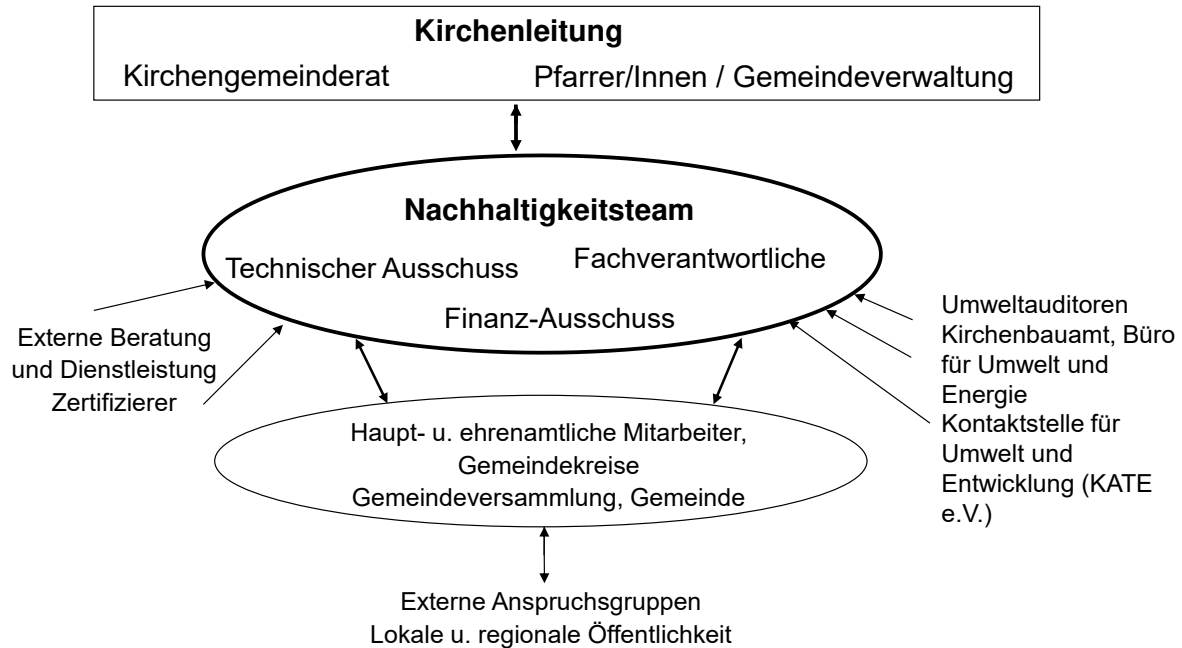 Kirchenleitung
Kirchengemeinderat Pfarrer/Innen / Gemeindeverwaltung
Nachhaltigkeitsteam
Technischer Ausschuss Fachverantwortliche
Finanz-Ausschuss
Externe Beratung
und Dienstleistung
Zertifizierer
Umweltauditoren
Kirchenbauamt, Büro
für Umwelt und
Energie
Kontaktstelle für
Umwelt und
Entwicklung (KATE
e.V.)
Haupt- u. ehrenamtliche Mitarbeiter,
Gemeindekreise
Gemeindeversammlung, Gemeinde
Externe Anspruchsgruppen
Lokale u. regionale Öffentlichkeit